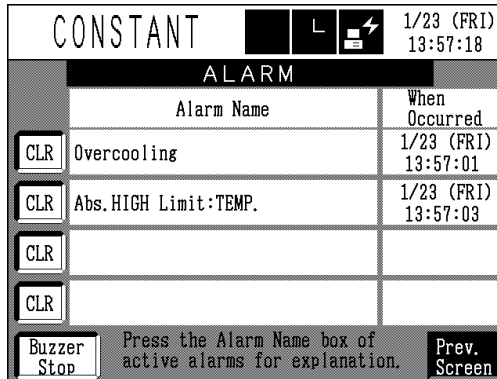 CONSTANT
1/23 (FRI)
13:57:18
ALARM
Alarm Name
When
Occurred
CLR
Overcooling
1/23 (FRI)
13:57:01
CLR
Abs.HIGH Limit:TEMP.
1/23 (FRI)
13:57:03
CLR
CLR
Buzzer
Stop
Press the Alarm Name box of
active alarms for explanation.
Prev.
Screen